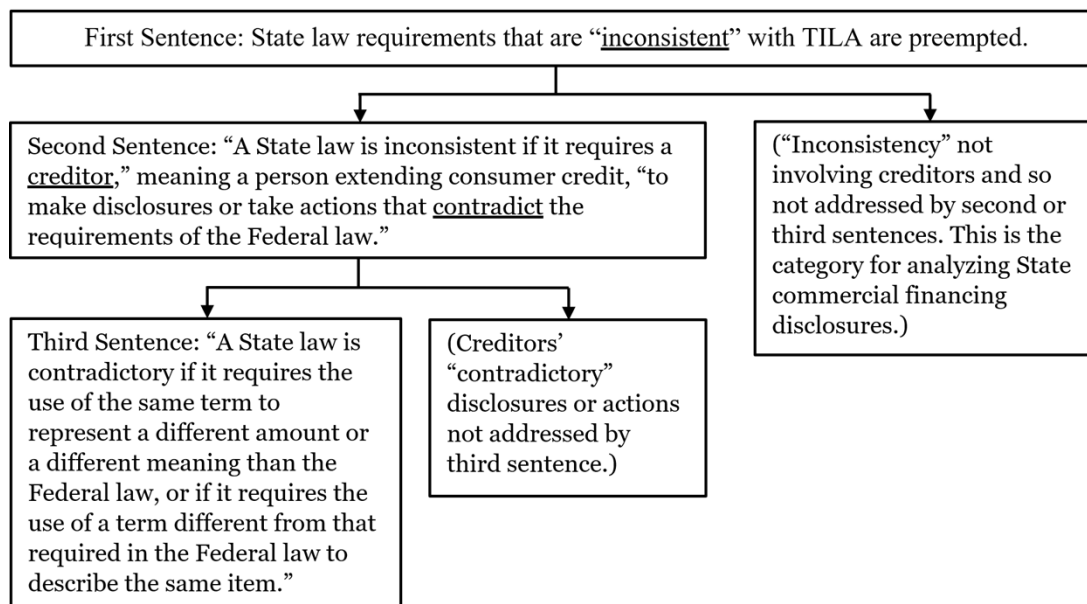 First Sentence: State law requirements that are “inconsistent” with TILA are preempted.
Second Sentence: “A State law is inconsistent if it requires a
creditor,” meaning a person extending consumer credit, “to
make disclosures or take actions that contradict the
requirements of the Federal law.”
(“Inconsistency” not
involving creditors and so
not addressed by second or
third sentences. This is the
category for analyzing State
commercial financing
disclosures.)
Third Sentence: “A State law is
contradictory if it requires the
use of the same term to
represent a different amount or
a different meaning than the
Federal law, or if it requires the
use of a term different from that
required in the Federal law to
describe the same item.”
(Creditors’
“contradictory”
disclosures or actions
not addressed by
third sentence.)